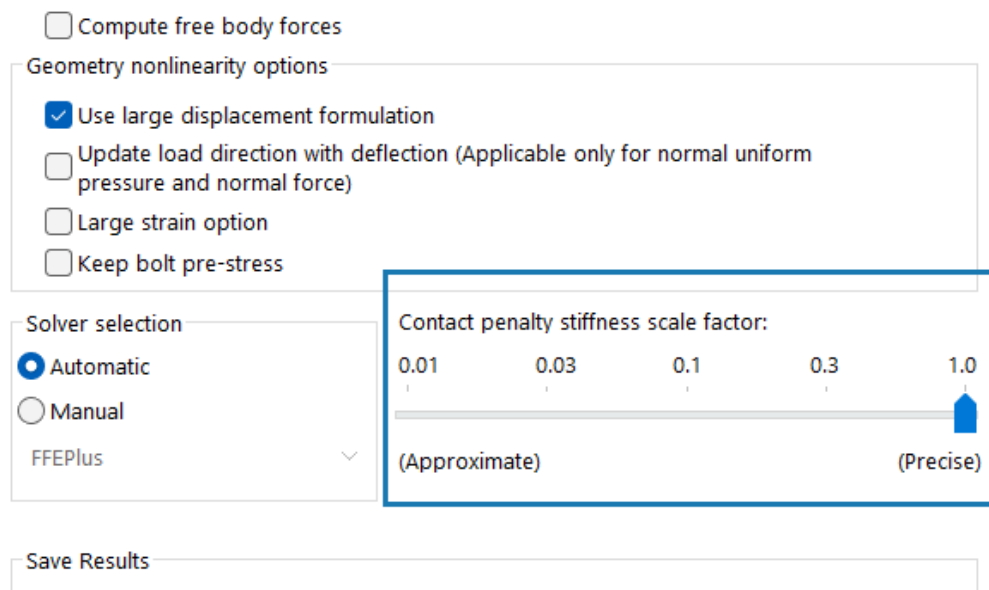 Compute free body forces
Geometry nonlinearity options
Use large displacement formulation
Update load direction with deflection (Applicable only for normal uniform
pressure and normal force)
Large strain option
Keep bolt pre-stress
Solver selection
Automatic
Manual
FFEPlus
Contact penalty stiffness scale factor:
0.01 0.03 0.1 0.3 1.0
(Approximate) (Precise)
Save Results